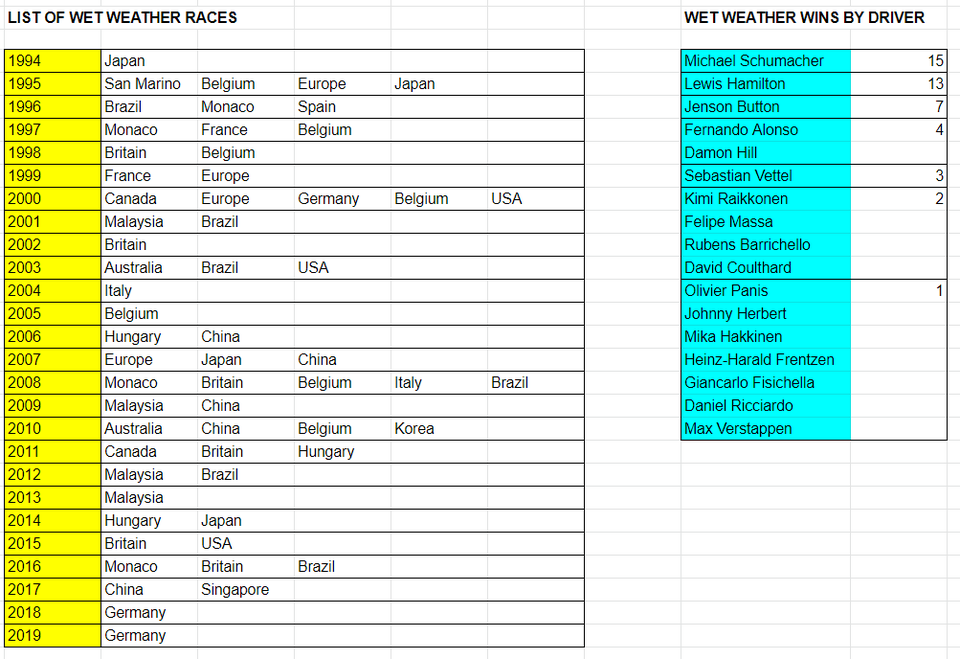 LIST OF WET WEATHER RACES WET WEATHER WINS BY DRIVER
1994 Japan Michael Schumacher 15
1995 San Marino Belgium Europe Japan Lewis Hamilton 13
1996 Brazil Monaco Spain Jenson Button 7
1997 Monaco France Belgium Fernando Alonso 4
1998 Britain Belgium Damon Hill
1999 France Europe Sebastian Vettel 3
2000 Canada Europe Germany Belgium USA Kimi Raikkonen 2
2001 Malaysia Brazil Felipe Massa
2002 Britain Rubens Barrichello
2003 Australia Brazil USA David Coulthard
2004 Italy Olivier Panis 1
2005 Belgium Johnny Herbert
2006 Hungary China Mika Hakkinen
2007 Europe Japan China Heinz-Harald Frentzen
2008 Monaco Britain Belgium Italy Brazil Giancarlo Fisichella
2009 Malaysia China Daniel Ricciardo
2010 Australia China Belgium Korea Max Verstappen
2011 Canada Britain Hungary
2012 Malaysia Brazil
2013 Malaysia
2014 Hungary Japan
2015 Britain USA
2016 Monaco Britain Brazil
2017 China Singapore
2018 Germany
2019 Germany